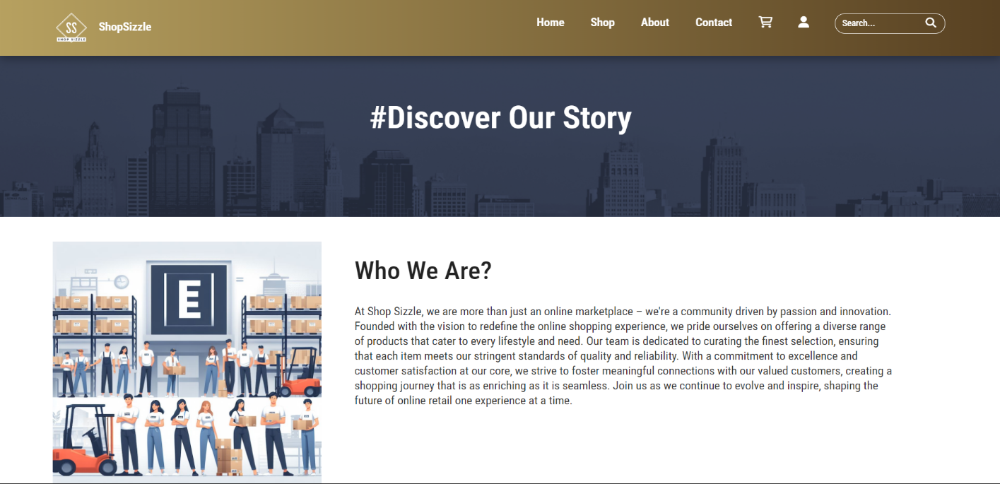 SS
SHOP SIZZLE
ShopSizzle
Home
Shop
About
Contact
Search...
#Discover Our Story
E
Who We Are?
At Shop Sizzle, we are more than just an online marketplace – we're a community driven by passion and innovation.
Founded with the vision to redefine the online shopping experience, we pride ourselves on offering a diverse range
of products that cater to every lifestyle and need. Our team is dedicated to curating the finest selection, ensuring
that each item meets our stringent standards of quality and reliability. With a commitment to excellence and
customer satisfaction at our core, we strive to foster meaningful connections with our valued customers, creating a
shopping journey that is as enriching as it is seamless. Join us as we continue to evolve and inspire, shaping the
future of online retail one experience at a time.